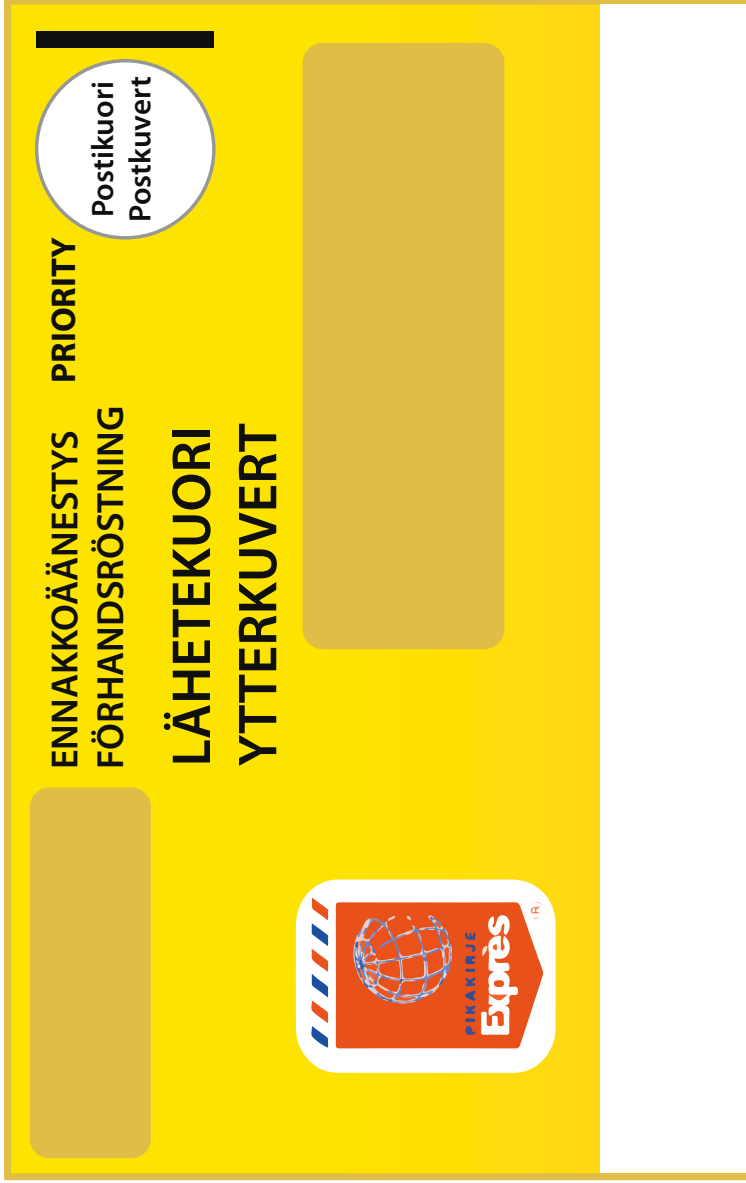 ENNAKKOÄÄNESTYS
FÖRHANDSRÖSTNING
PRIORITY
Postikuori
Postkuvert
LÄHETEKUORI
YTTERKUVERT
PIKAKIRJE
Exprès
(R)